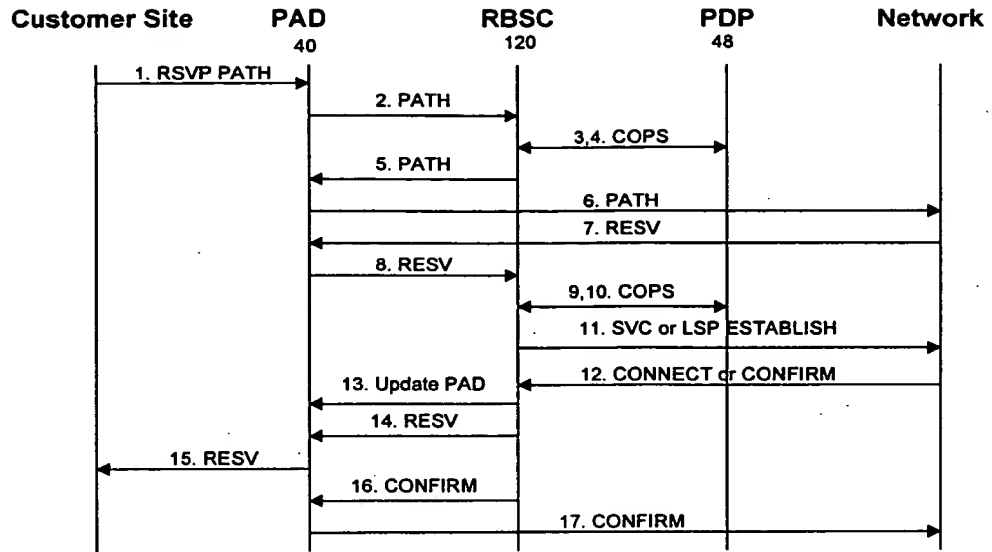 Customer Site PAD RBSC PDP Network
40 120 48
1. RSVP PATH
2. PATH
3,4. COPS
5. PATH
6. PATH
7. RESV
8. RESV
9,10. COPS
11. SVC or LSP ESTABLISH
12. CONNECT or CONFIRM
13. Update PAD
14. RESV
15. RESV
16. CONFIRM
17. CONFIRM